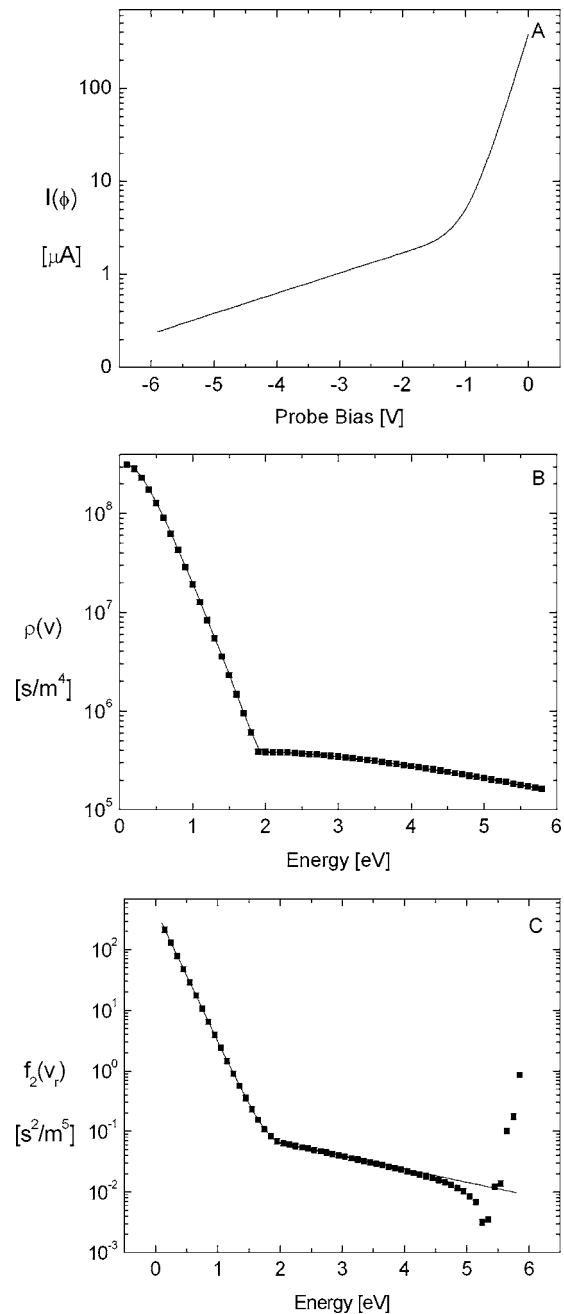 A
100
10
1
0
I(ϕ)
[μA]
-6 -5 -4 -3 -2 -1 0
Probe Bias [V]
B
10^8
10^7
10^6
10^5
ρ(v)
[s/m^4]
0 1 2 3 4 5 6
Energy [eV]
C
10^2
10^1
10^0
10^-1
10^-2
10^-3
f_2(v_r)
[s^2/m^5]
0 1 2 3 4 5 6
Energy [eV]